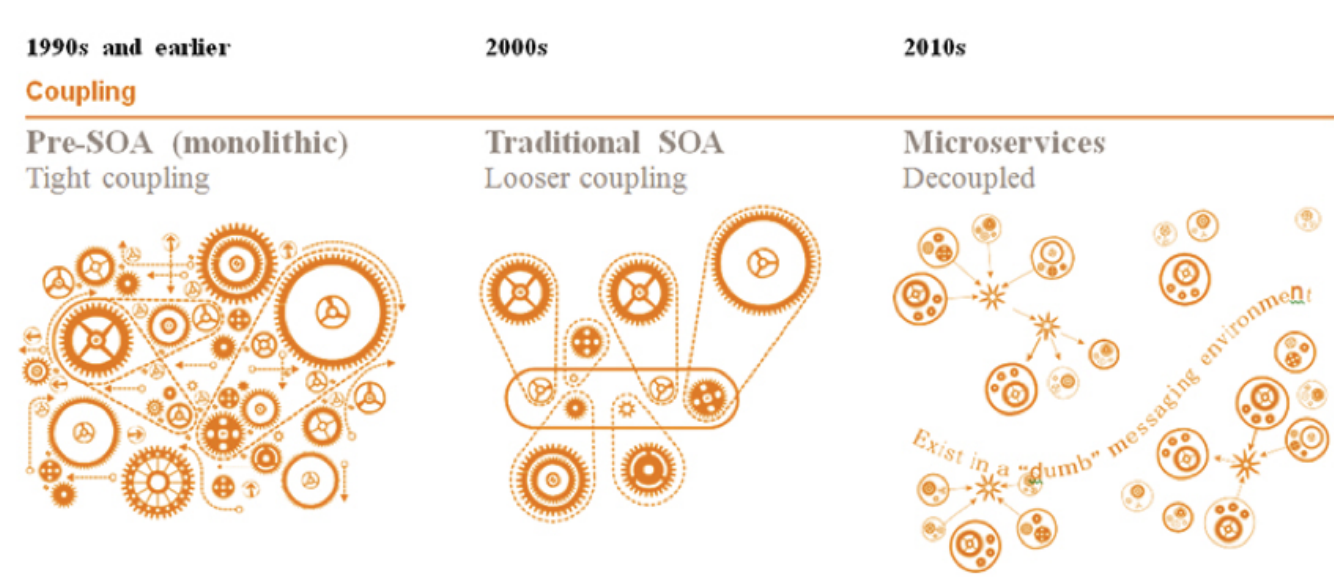 1990s and earlier
2000s
2010s
Coupling
Pre-SOA (monolithic)
Tight coupling
Traditional SOA
Looser coupling
Microservices
Decoupled
Exist in a “dumb” messaging environment